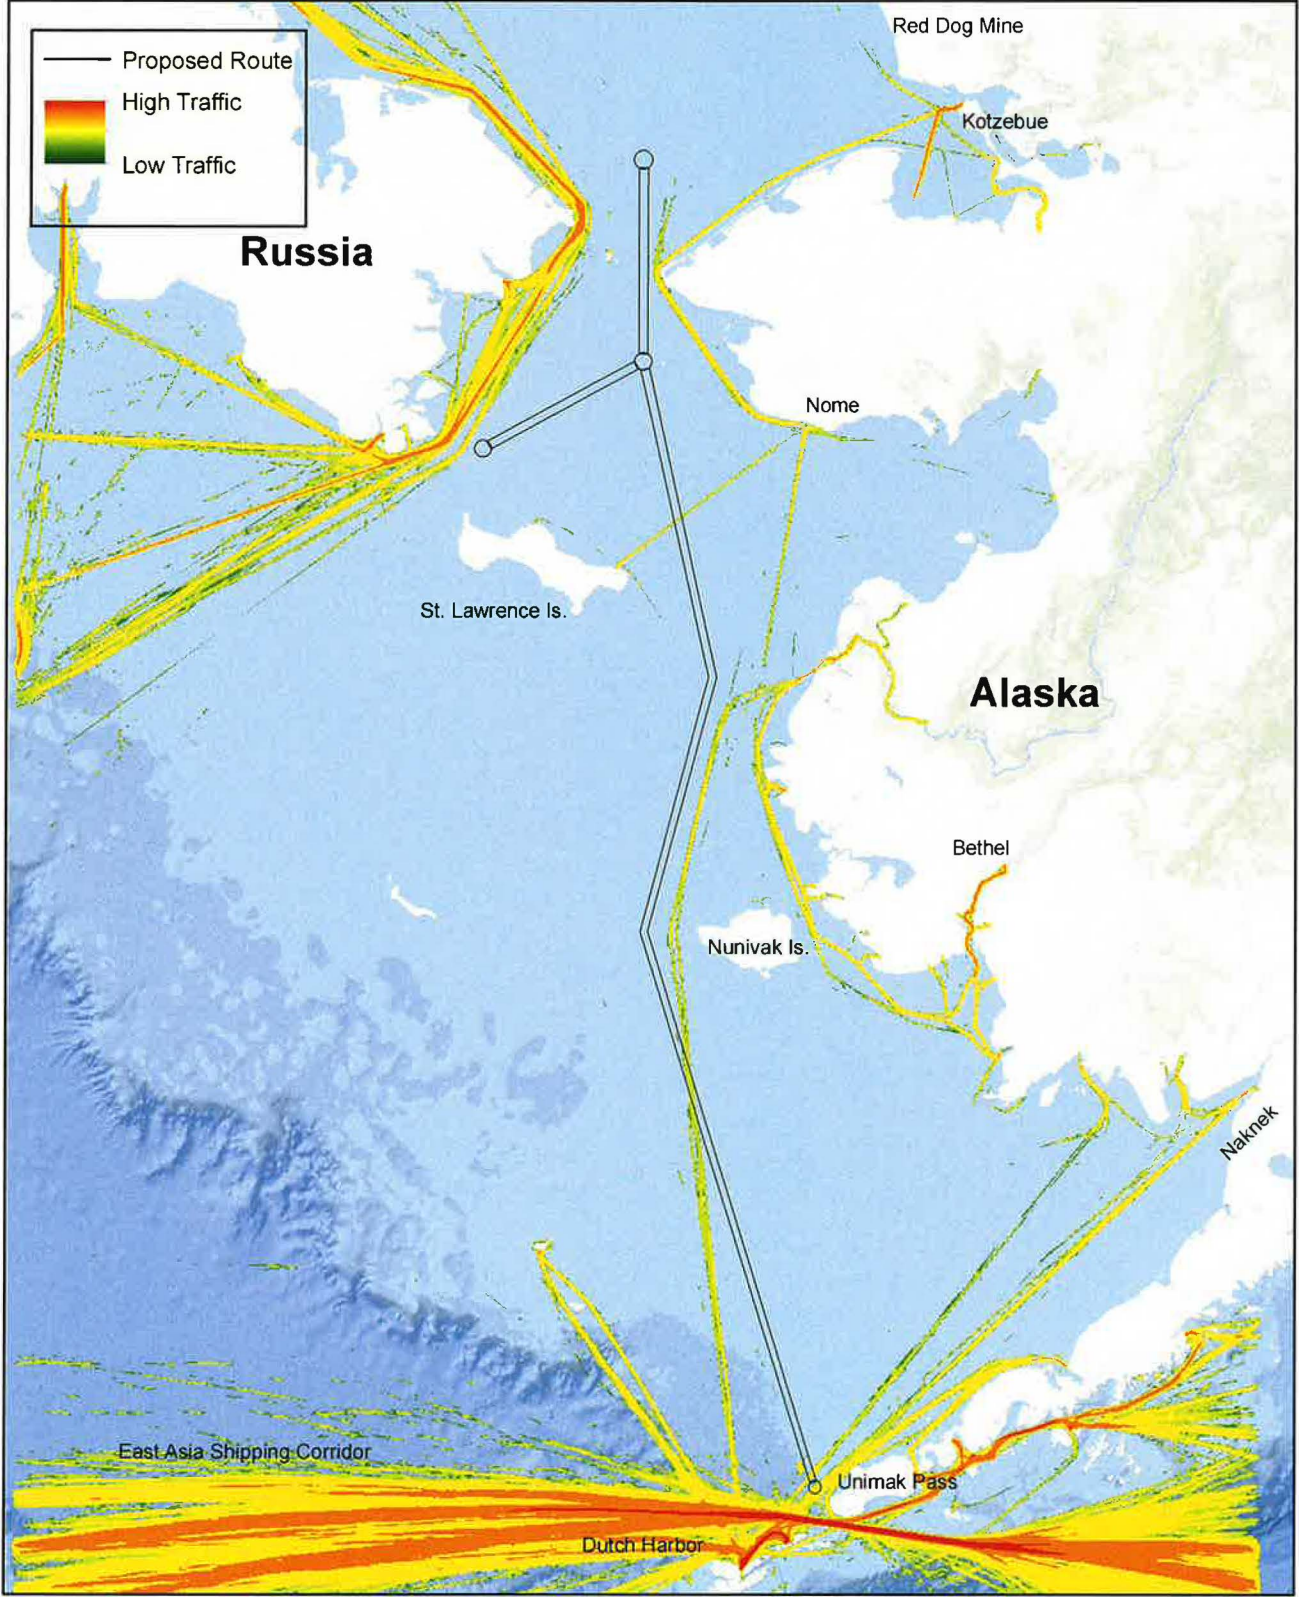 Red Dog Mine
Proposed Route
High Traffic
Low Traffic
Kotzebue
Russia
Nome
St. Lawrence Is.
Alaska
Bethel
Nunivak Is.
Naknek
East Asia Shipping Corridor
Unimak Pass
Dutch Harbor